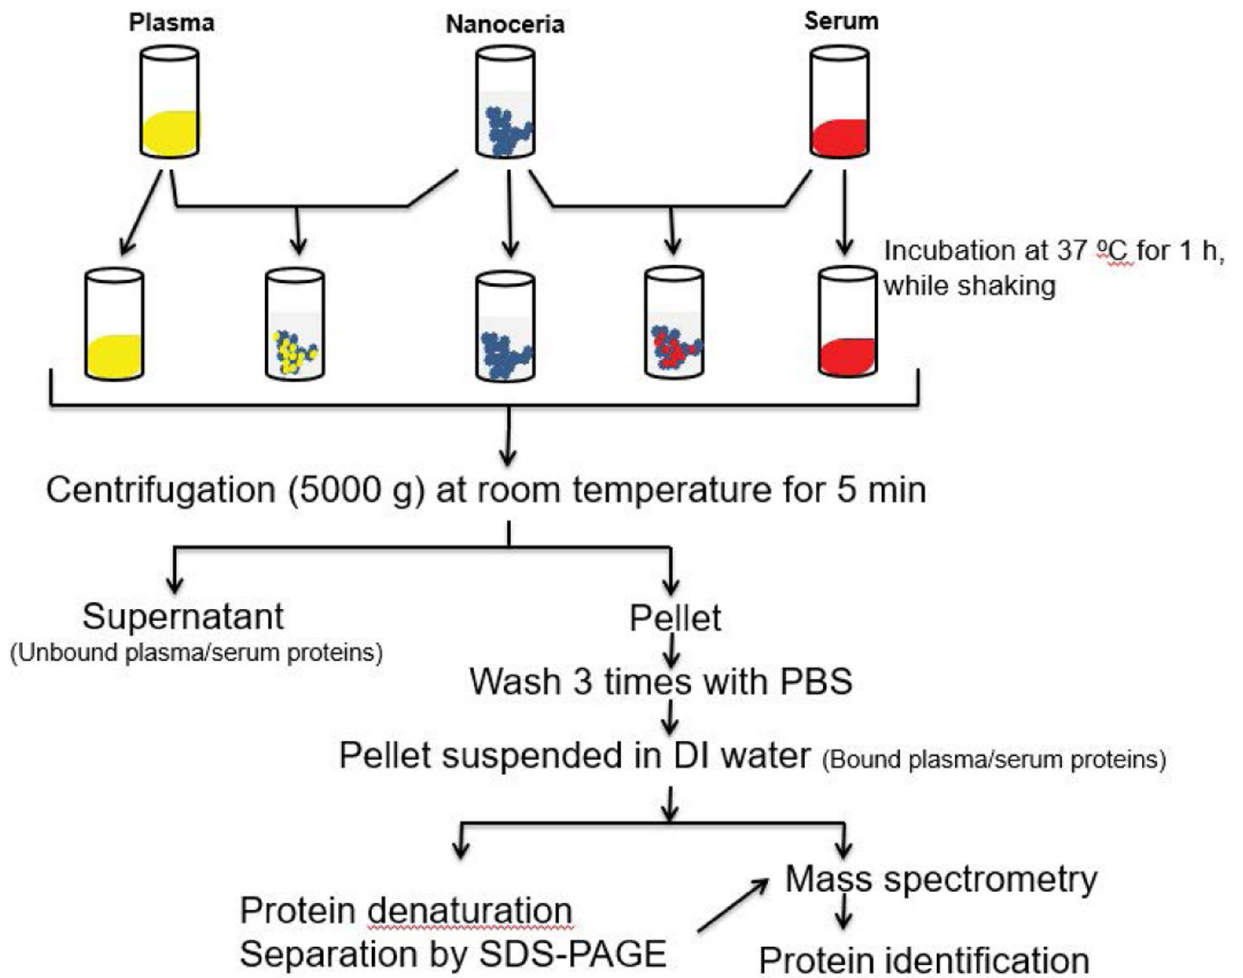 Plasma
Nanoceria
Serum
Incubation at 37 ºC for 1 h,
while shaking
Centrifugation (5000 g) at room temperature for 5 min
Supernatant
(Unbound plasma/serum proteins)
Pellet
Wash 3 times with PBS
Pellet suspended in DI water (Bound plasma/serum proteins)
Mass spectrometry
Protein denaturation
Separation by SDS-PAGE
Protein identification